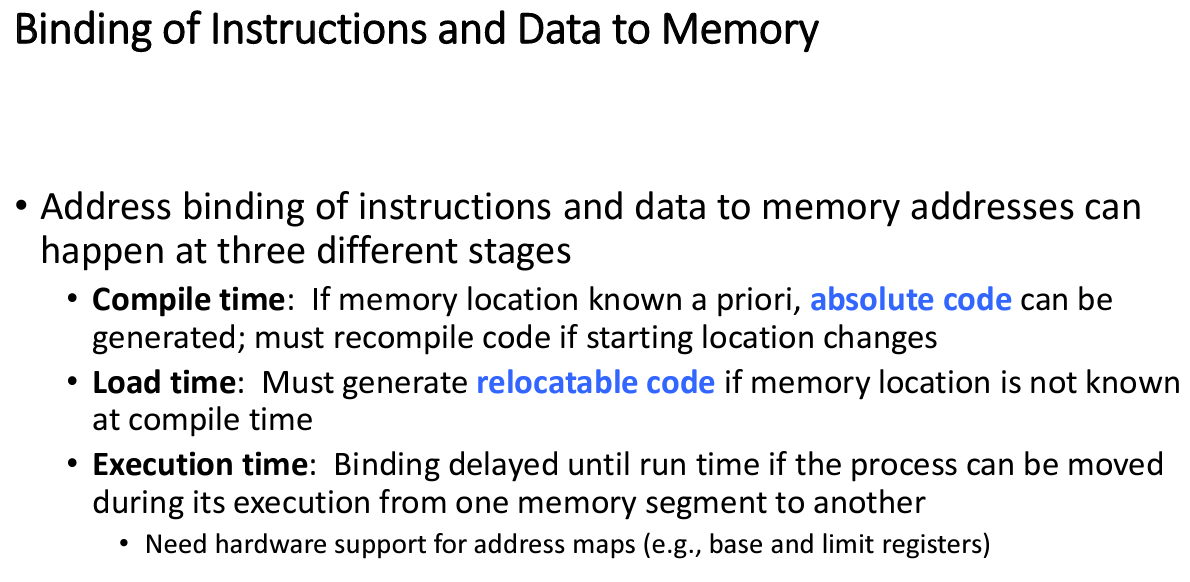 Binding of Instructions and Data to Memory
• Address binding of instructions and data to memory addresses can
happen at three different stages
• Compile time: If memory location known a priori, absolute code can be
generated; must recompile code if starting location changes
• Load time: Must generate relocatable code if memory location is not known
at compile time
• Execution time: Binding delayed until run time if the process can be moved
during its execution from one memory segment to another
• Need hardware support for address maps (e.g., base and limit registers)